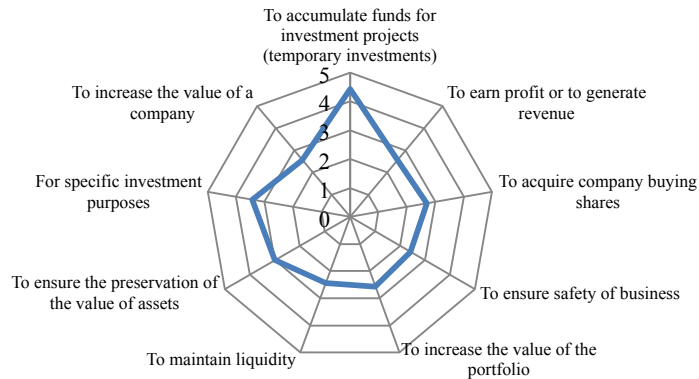 To accumulate funds for
investment projects
(temporary investments)
To earn profit or to generate
revenue
To acquire company buying
shares
To ensure safety of business
To increase the value of the
portfolio
To maintain liquidity
To ensure the preservation of
the value of assets
For specific investment
purposes
To increase the value of a
company
5
4
3
2
1
0